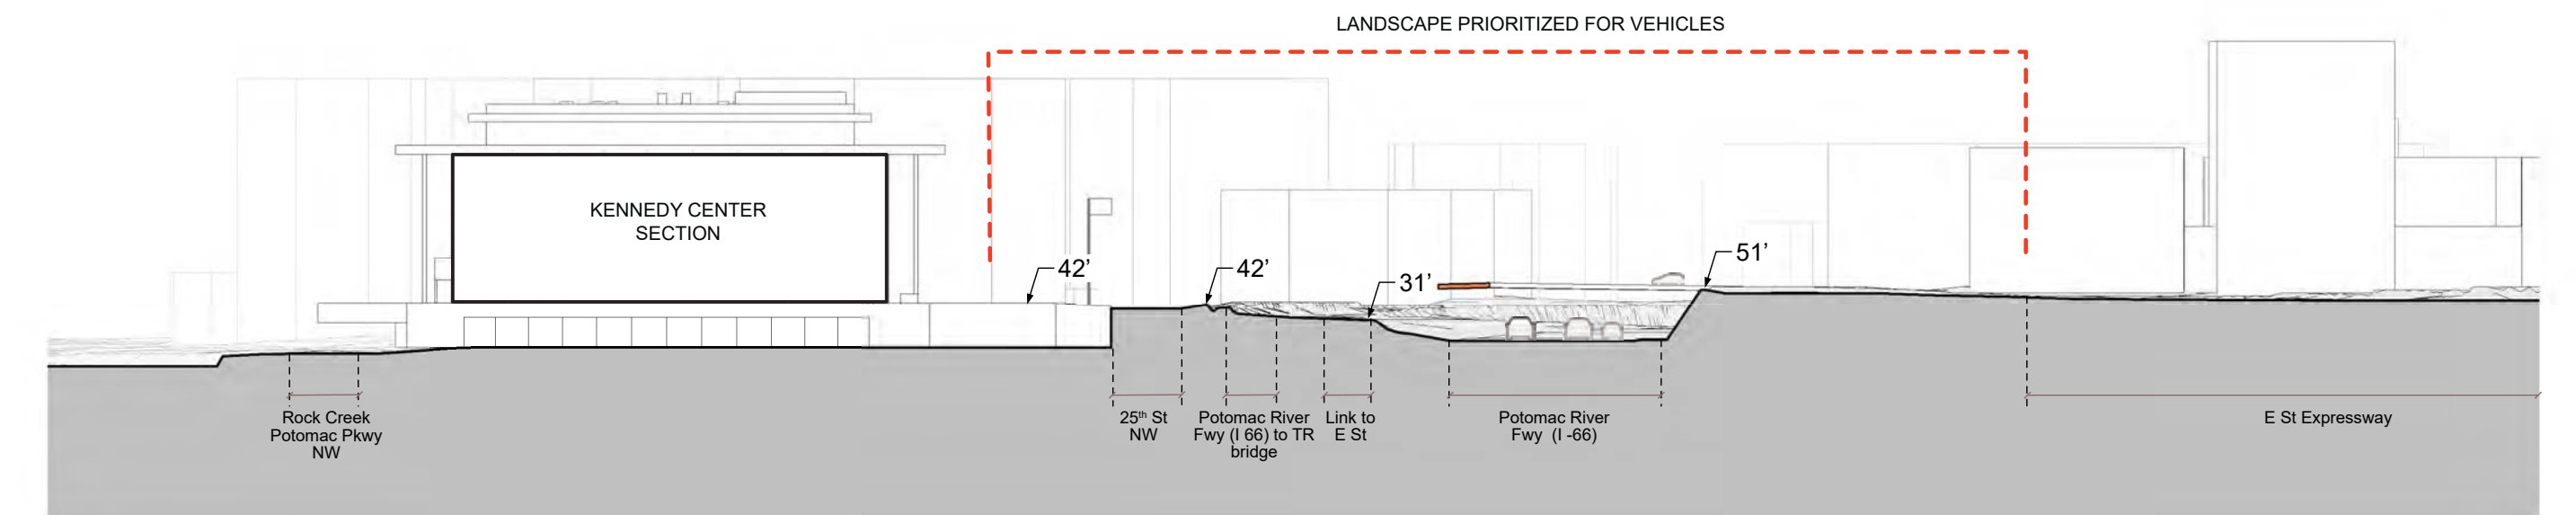 LANDSCAPE PRIORITIZED FOR VEHICLES
KENNEDY CENTER
SECTION
42’
42’
31’
51’
Rock Creek
Potomac Pkwy
NW
25th St
NW
Potomac River
Fwy (I 66) to TR
bridge
Link to
E St
Potomac River
Fwy (I -66)
E St Expressway